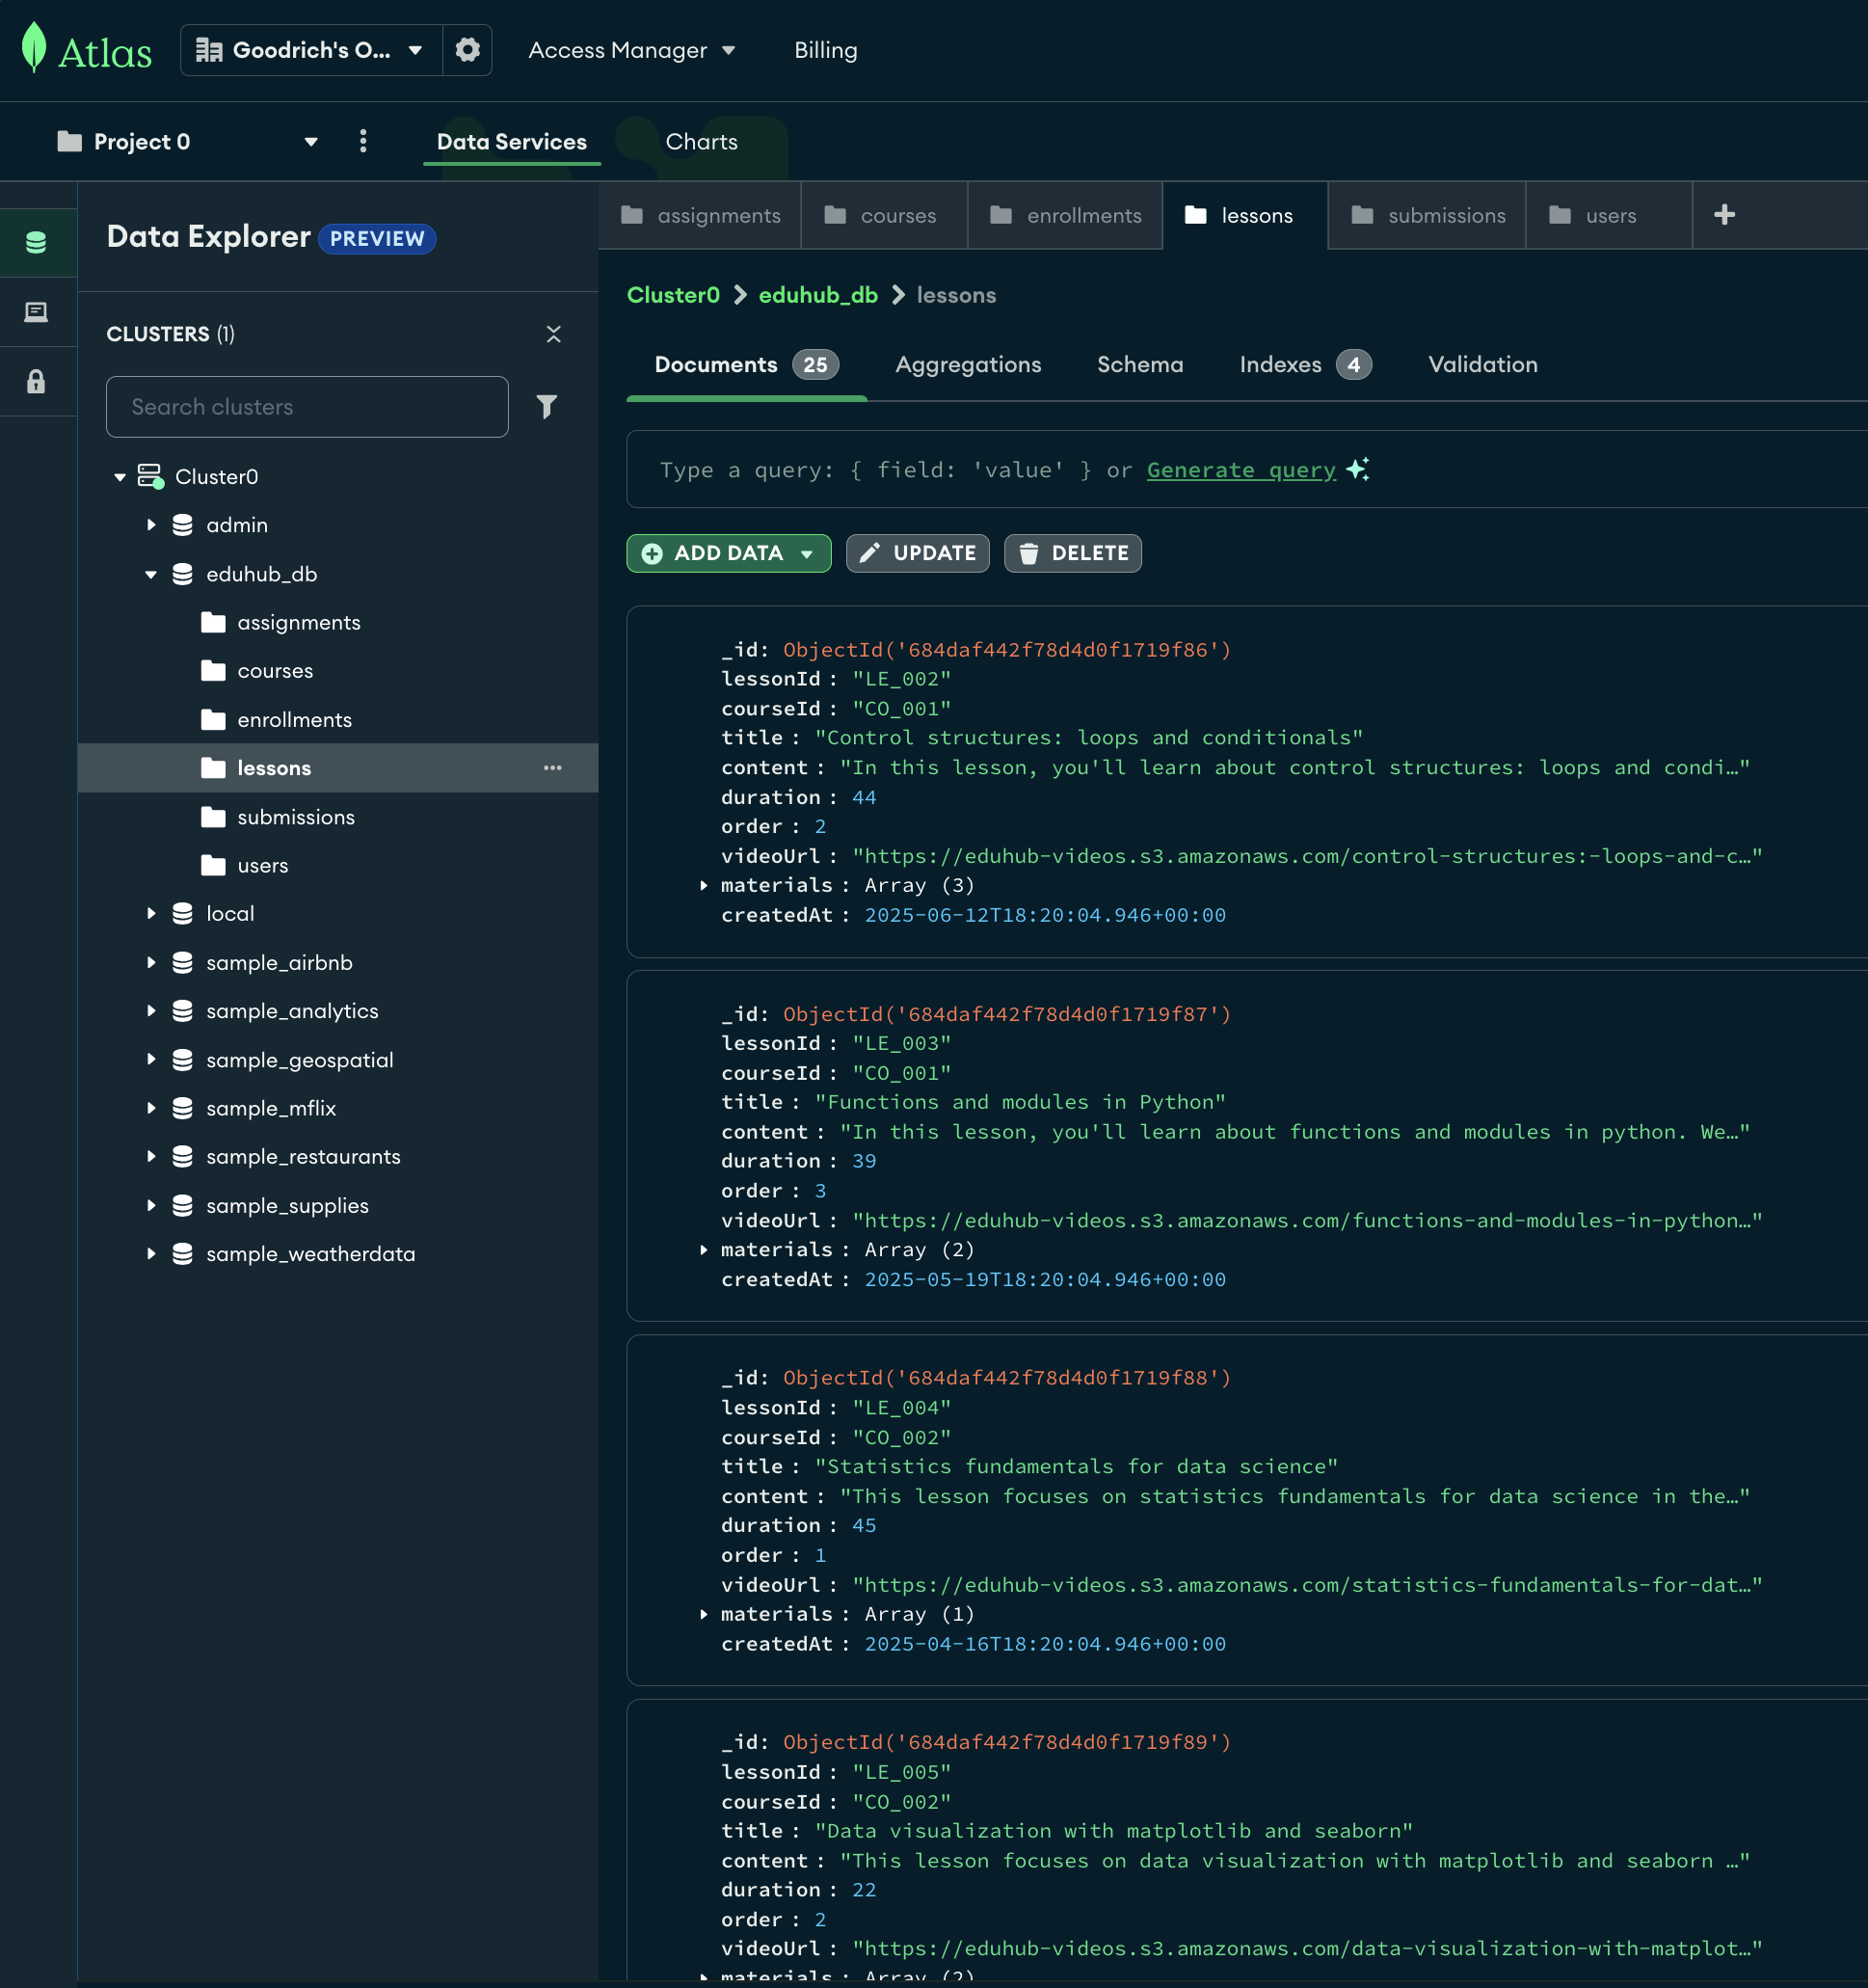 Atlas
Goodrich's O...
Access Manager
Billing
Project 0
Data Services
Charts
Data Explorer PREVIEW
CLUSTERS (1)
Search clusters
Cluster0
admin
eduhub_db
assignments
courses
enrollments
lessons
submissions
users
local
sample_airbnb
sample_analytics
sample_geospatial
sample_mflix
sample_restaurants
sample_supplies
sample_weatherdata
assignments
courses
enrollments
lessons
submissions
users
Cluster0 > eduhub_db > lessons
Documents 25
Aggregations
Schema
Indexes 4
Validation
Type a query: { field: 'value' } or Generate query
ADD DATA
UPDATE
DELETE
_id: ObjectId('684daf442f78d4d0f1719f86')
lessonId : "LE_002"
courseId : "CO_001"
title : "Control structures: loops and conditionals"
content : "In this lesson, you'll learn about control structures: loops and condi…"
duration : 44
order : 2
videoUrl : "https://eduhub-videos.s3.amazonaws.com/control-structures:-loops-and-c…"
materials : Array (3)
createdAt : 2025-06-12T18:20:04.946+00:00
_id: ObjectId('684daf442f78d4d0f1719f87')
lessonId : "LE_003"
courseId : "CO_001"
title : "Functions and modules in Python"
content : "In this lesson, you'll learn about functions and modules in python. We…"
duration : 39
order : 3
videoUrl : "https://eduhub-videos.s3.amazonaws.com/functions-and-modules-in-python…"
materials : Array (2)
createdAt : 2025-05-19T18:20:04.946+00:00
_id: ObjectId('684daf442f78d4d0f1719f88')
lessonId : "LE_004"
courseId : "CO_002"
title : "Statistics fundamentals for data science"
content : "This lesson focuses on statistics fundamentals for data science in the…"
duration : 45
order : 1
videoUrl : "https://eduhub-videos.s3.amazonaws.com/statistics-fundamentals-for-dat…"
materials : Array (1)
createdAt : 2025-04-16T18:20:04.946+00:00
_id: ObjectId('684daf442f78d4d0f1719f89')
lessonId : "LE_005"
courseId : "CO_002"
title : "Data visualization with matplotlib and seaborn"
content : "This lesson focuses on data visualization with matplotlib and seaborn …"
duration : 22
order : 2
videoUrl : "https://eduhub-videos.s3.amazonaws.com/data-visualization-with-matplot…"
materials : Array (2)